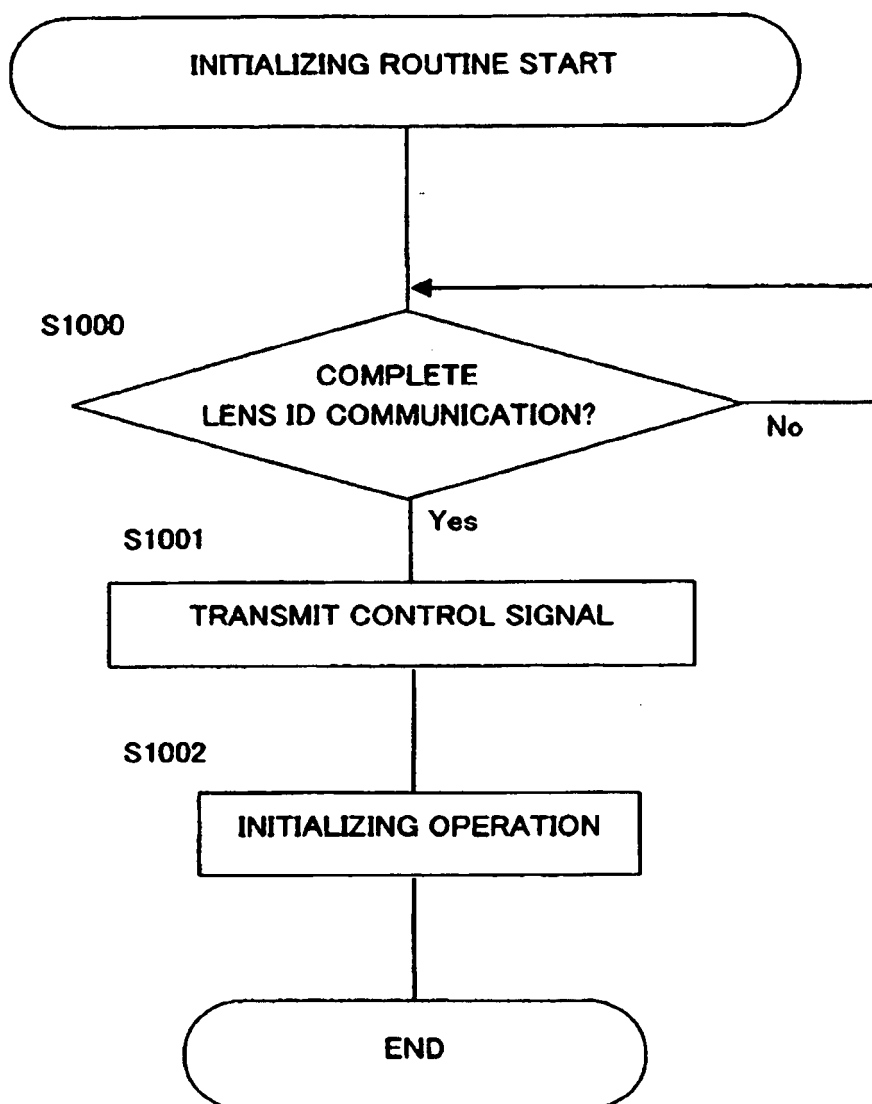 INITIALIZING ROUTINE START
S1000
COMPLETE
LENS ID COMMUNICATION?
No
Yes
S1001
TRANSMIT CONTROL SIGNAL
S1002
INITIALIZING OPERATION
END